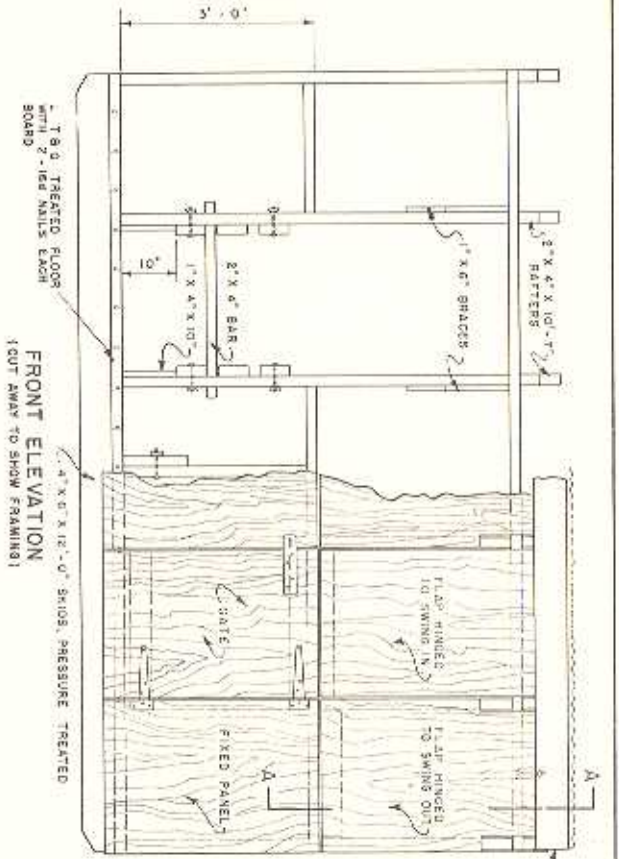 3'-0"
2" X 4" X 10'-7"
RAFTERS
1" X 6" BRACES
2" X 4" BAR
1" X 4" X 10"
10"
T & G TREATED FLOOR
WITH 2-16d NAILS EACH
BOARD
FLAP HINGED
TO SWING IN
FLAP HINGED
TO SWING OUT
A
A
GATE
FIXED PANEL
4" X 6" X 12'-0" SKIDS, PRESSURE TREATED
FRONT ELEVATION
(CUT AWAY TO SHOW FRAMING)